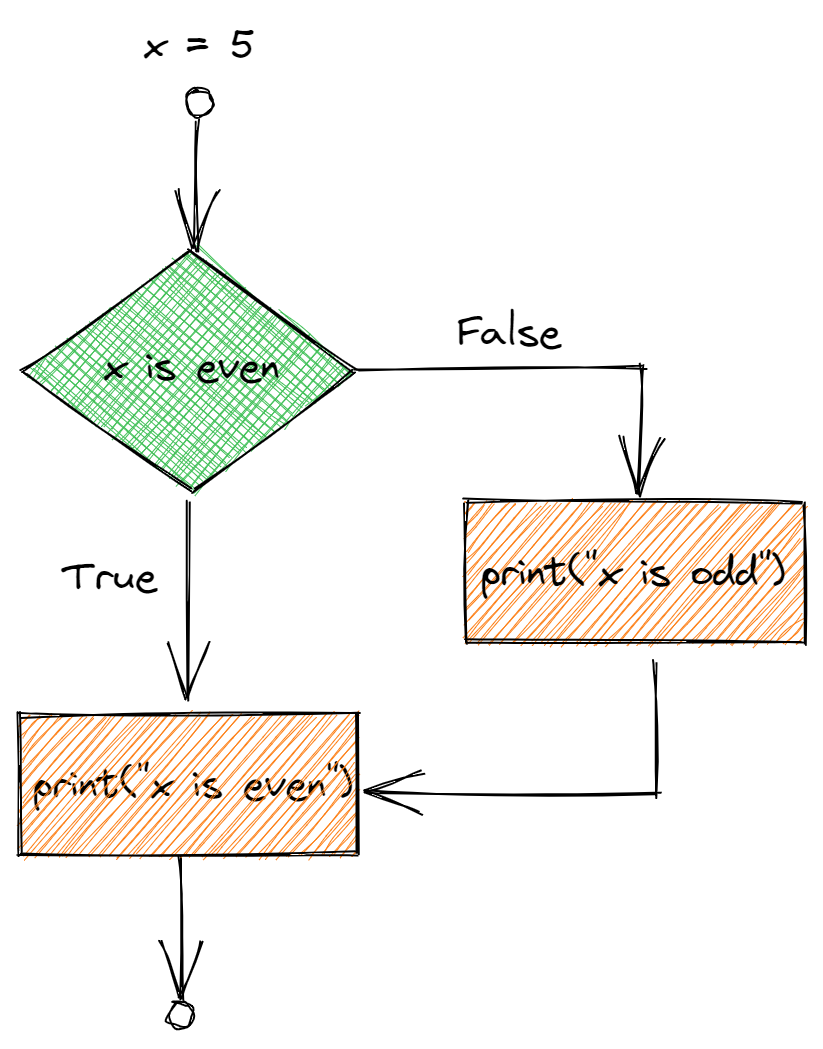 x = 5
x is even
False
True
print("x is odd")
print("x is even")